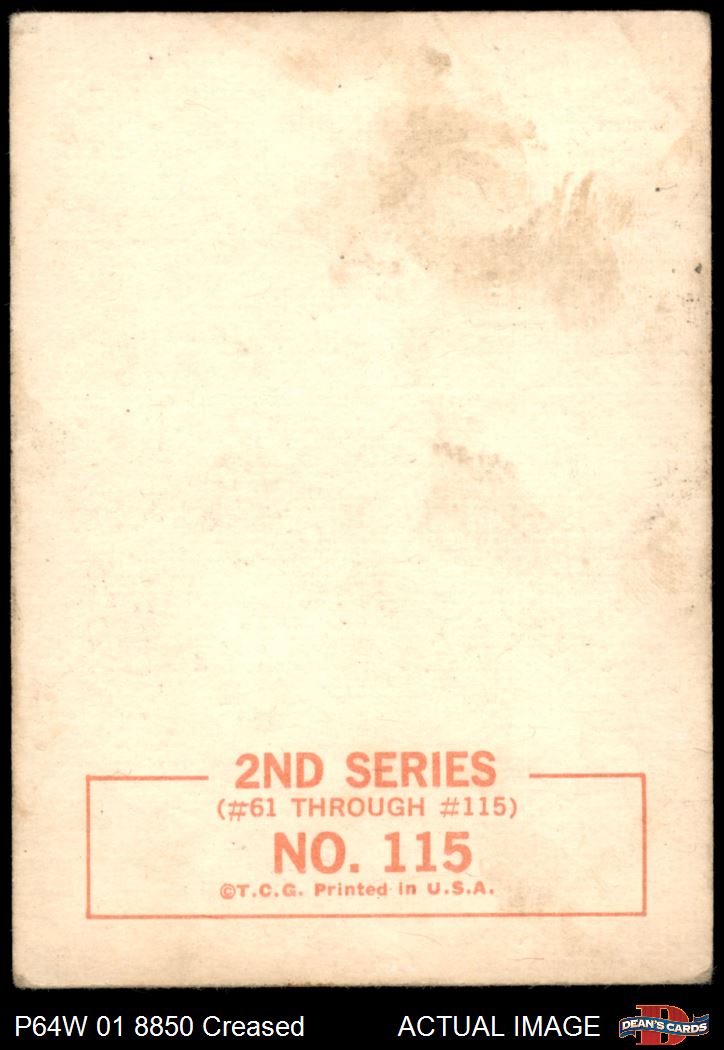 2ND SERIES
(#61 THROUGH #115)
NO. 115
©T.C.G. Printed in U.S.A.
P64W 01 8850 Creased
ACTUAL IMAGE
DEAN'S CARDS